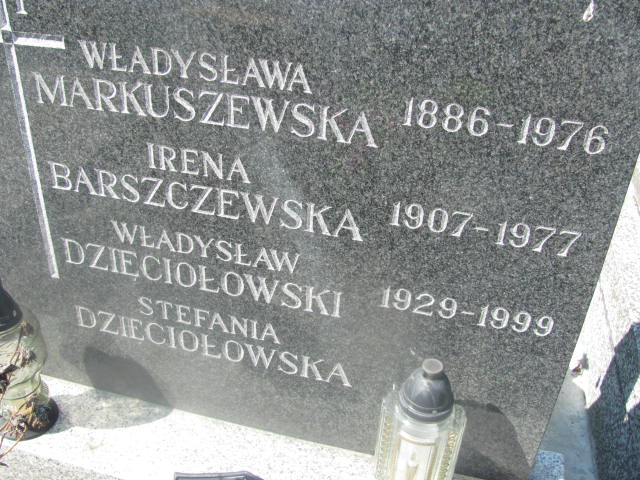 WŁADYSŁAWA
MARKUSZEWSKA 1886-1976
IRENA
BARSZCZEWSKA 1907-1977
WŁADYSŁAW
DZIĘCIOŁOWSKI 1929-1999
STEFANIA
DZIĘCIOŁOWSKA